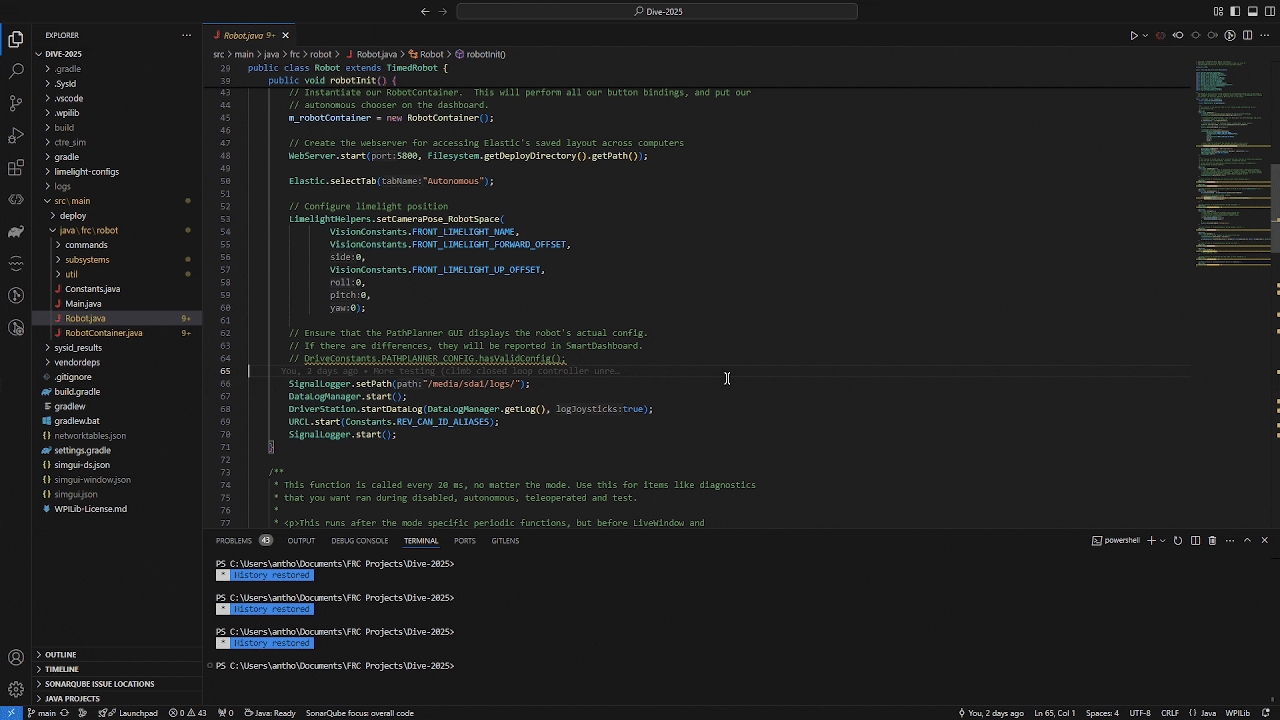 Dive-2025
EXPLORER
DIVE-2025
.gradle
.SysId
.vscode
.wpilib
build
ctre_sim
gradle
limelight-configs
logs
src\main
deploy
java\frc\robot
commands
subsystems
util
Constants.java
Main.java
Robot.java 9+
RobotContainer.java 9+
sysid_results
vendordeps
.gitignore
build.gradle
gradlew
gradlew.bat
networktables.json
settings.gradle
simgui-ds.json
simgui-window.json
simgui.json
WPILib-License.md
OUTLINE
TIMELINE
SONARQUBE ISSUES LOCATIONS
JAVA PROJECTS
Robot.java 9+
src > main > java > frc > robot > Robot.java > Robot > robotInit()
29 public class Robot extends TimedRobot {
39 public void robotInit() {
43 // Instantiate our RobotContainer. This will perform all our button bindings, and put our
44 // autonomous chooser on the dashboard.
45 m_robotContainer = new RobotContainer();
46
47 // Create a webserver for using Elastic's saved layout across computers
48 WebServer.start(port:5800, Filesystem.getDeployDirectory().getPath());
49
50 Elastic.selectTab(tabName:"Autonomous");
51
52 // Configure limelight position
53 LimelightHelpers.setCameraPose_RobotSpace(
54 VisionConstants.FRONT_LIMELIGHT_NAME,
55 VisionConstants.FRONT_LIMELIGHT_FORWARD_OFFSET,
56 side:0,
57 VisionConstants.FRONT_LIMELIGHT_UP_OFFSET,
58 roll:0,
59 pitch:0,
60 yaw:0);
61
62 // Ensure that the PathPlanner GUI displays the robot's actual config.
63 // If there are differences, they will be reported in SmartDashboard.
64 // DriveConstants.PATHPLANNER_CONFIG.hasValidConfig();
65 You, 2 days ago • More testing (climb closed loop controller unre…
66 SignalLogger.setPath(path:"/media/sda1/logs/");
67 DataLogManager.start();
68 DriverStation.startDataLog(DataLogManager.getLog(), logJoysticks:true);
69 URCL.start(Constants.REV_CAN_ID_ALIASES);
70 SignalLogger.start();
71 }
72
73 /**
74 * This function is called every 20 ms, no matter the mode. Use this for items like diagnostics
75 * that you want ran during disabled, autonomous, teleoperated and test.
76 *
77 * <p>This runs after the mode specific periodic functions, but before LiveWindow and
PROBLEMS 43 OUTPUT DEBUG CONSOLE TERMINAL PORTS GITLENS
powershell
PS C:\Users\antho\Documents\FRC Projects\Dive-2025>
* History restored
PS C:\Users\antho\Documents\FRC Projects\Dive-2025>
* History restored
PS C:\Users\antho\Documents\FRC Projects\Dive-2025>
* History restored
PS C:\Users\antho\Documents\FRC Projects\Dive-2025>
main Launchpad 0 43 0 Java: Ready SonarQube focus: overall code You, 2 days ago Ln 65, Col 1 Spaces: 4 UTF-8 CRLF Java WPILib